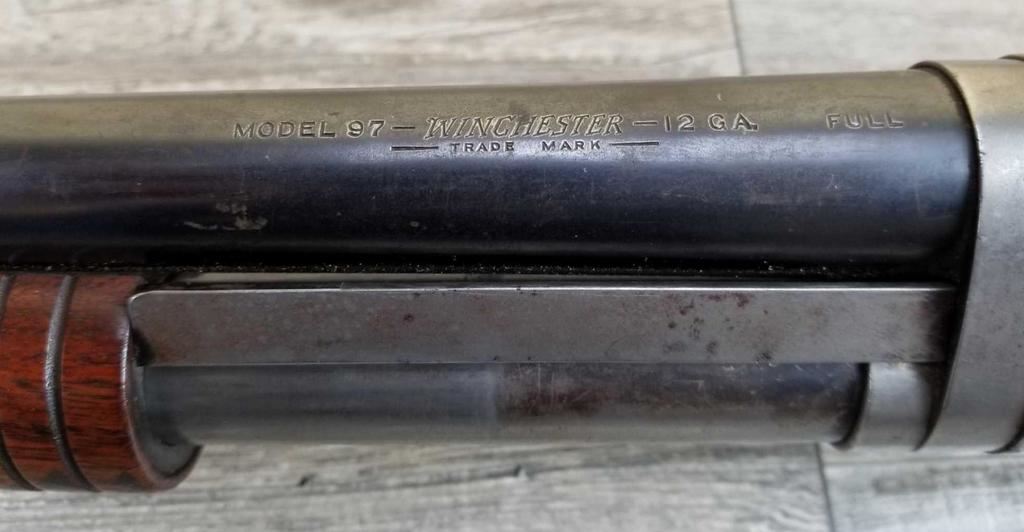 MODEL 97 — WINCHESTER — 12 GA. FULL
— TRADE MARK —